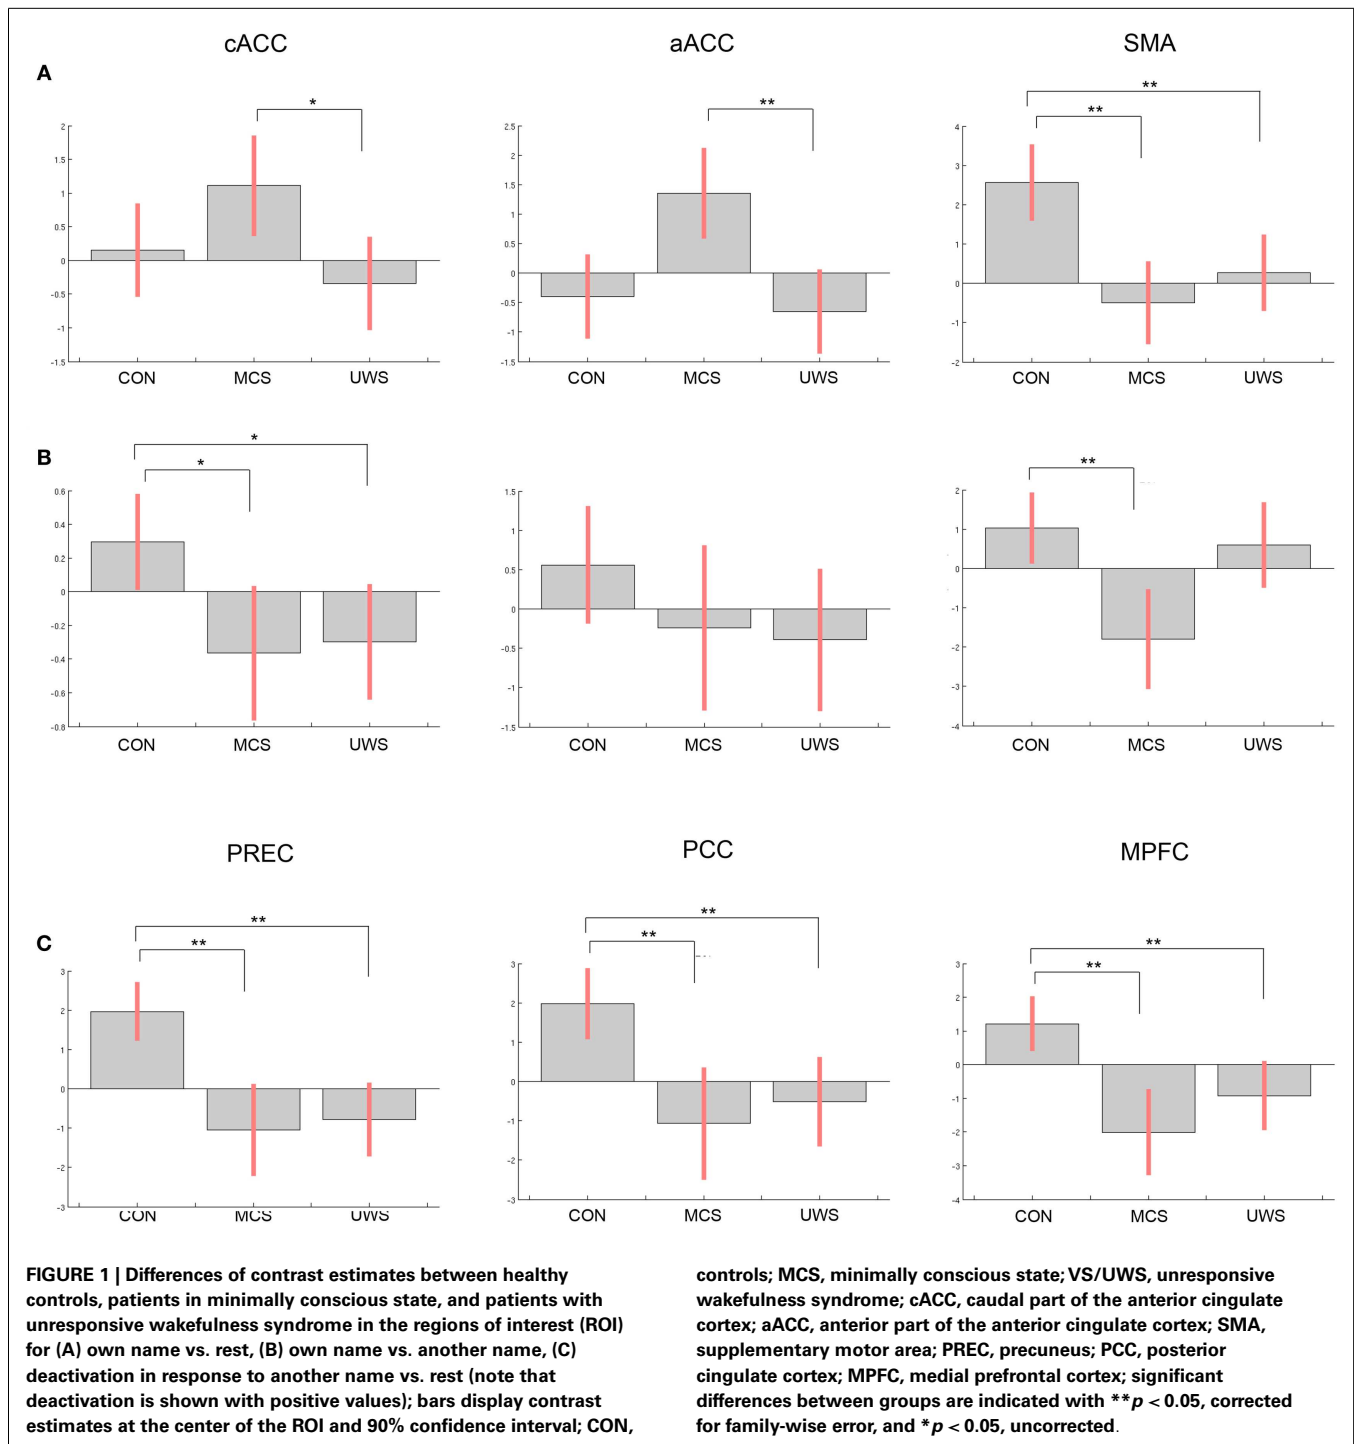 cACC aACC SMA
A
* ** ** **
2 1.5 1 0.5 0 -0.5 -1 -1.5
CON MCS UWS
2.5 2 1.5 1 0.5 0 -0.5 -1 -1.5
CON MCS UWS
4 3 2 1 0 -1 -2
CON MCS UWS
B
* * **
0.6 0.4 0.2 0 -0.2 -0.4 -0.6 -0.8
CON MCS UWS
1.5 1 0.5 0 -0.5 -1 -1.5
CON MCS UWS
2 1 0 -1 -2 -3 -4
CON MCS UWS
PREC PCC MPFC
C
** ** ** ** ** **
3 2 1 0 -1 -2 -3
CON MCS UWS
3 2 1 0 -1 -2 -3
CON MCS UWS
3 2 1 0 -1 -2 -3 -4
CON MCS UWS
FIGURE 1 | Differences of contrast estimates between healthy
controls, patients in minimally conscious state, and patients with
unresponsive wakefulness syndrome in the regions of interest (ROI)
for (A) own name vs. rest, (B) own name vs. another name, (C)
deactivation in response to another name vs. rest (note that
deactivation is shown with positive values); bars display contrast
estimates at the center of the ROI and 90% confidence interval; CON,
controls; MCS, minimally conscious state; VS/UWS, unresponsive
wakefulness syndrome; cACC, caudal part of the anterior cingulate
cortex; aACC, anterior part of the anterior cingulate cortex; SMA,
supplementary motor area; PREC, precuneus; PCC, posterior
cingulate cortex; MPFC, medial prefrontal cortex; significant
differences between groups are indicated with **p < 0.05, corrected
for family-wise error, and *p < 0.05, uncorrected.